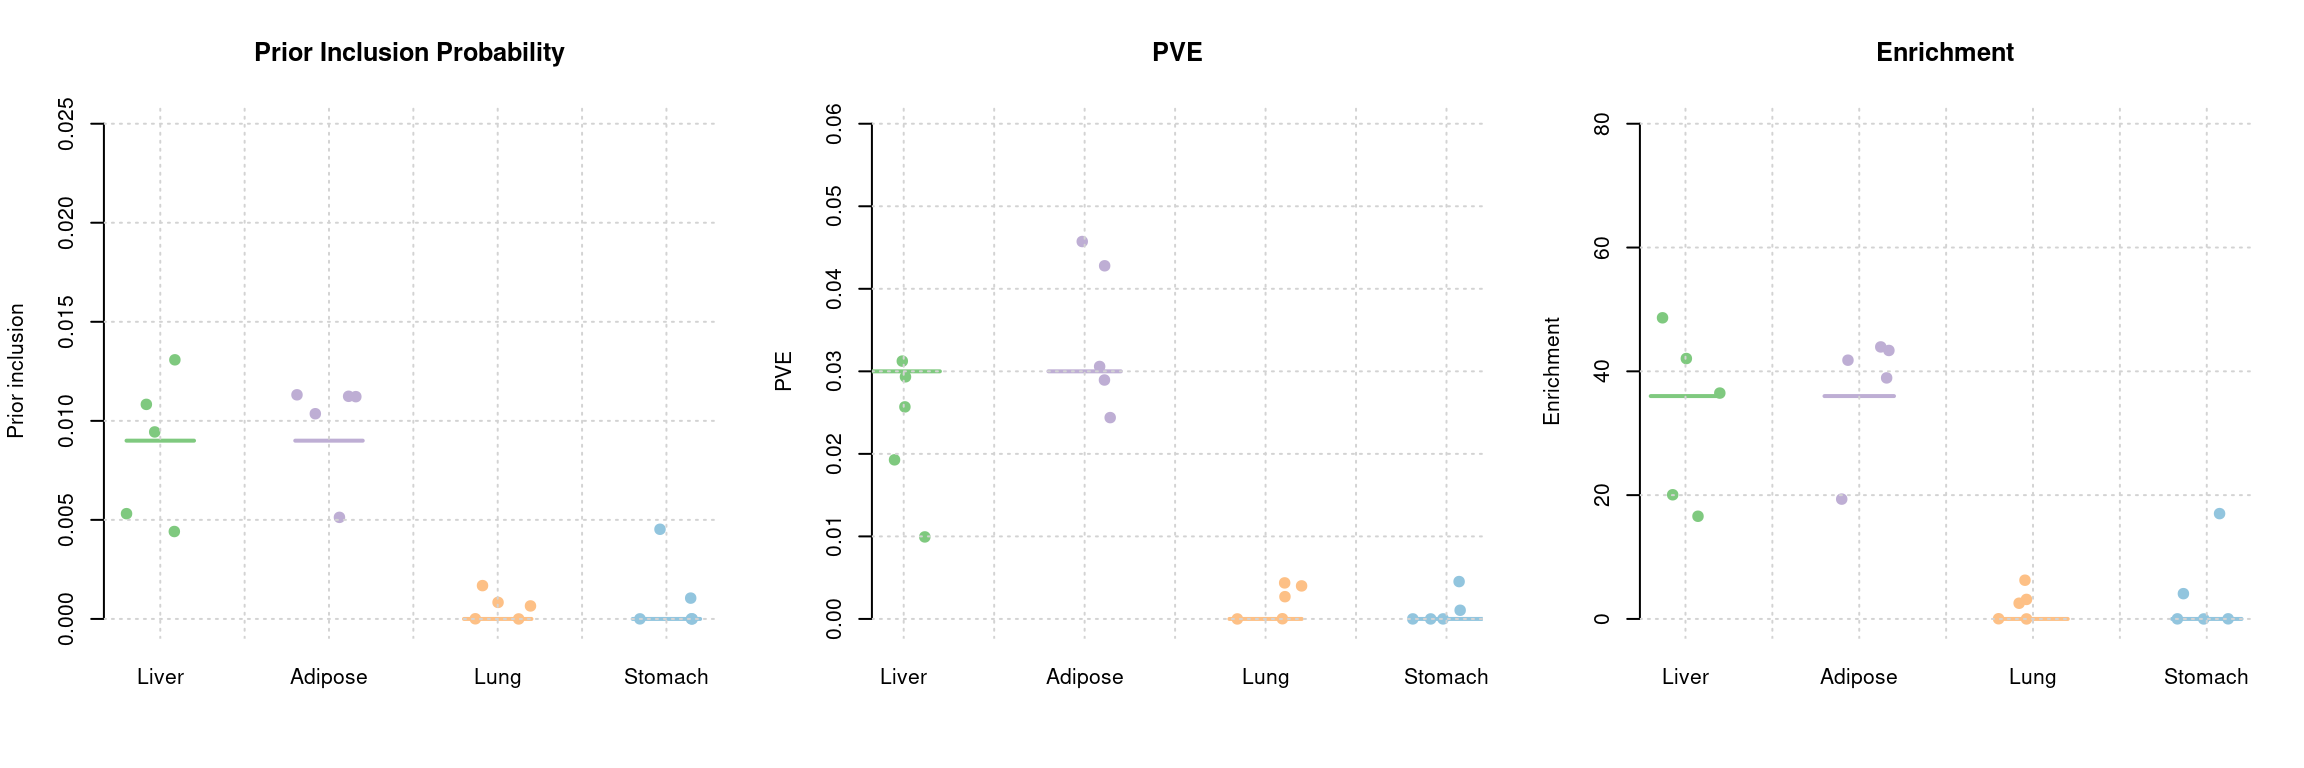 Prior Inclusion Probability
Prior inclusion
0.025
0.020
0.015
0.010
0.005
0.000
Liver Adipose Lung Stomach
PVE
PVE
0.06
0.05
0.04
0.03
0.02
0.01
0.00
Liver Adipose Lung Stomach
Enrichment
Enrichment
80
60
40
20
0
Liver Adipose Lung Stomach